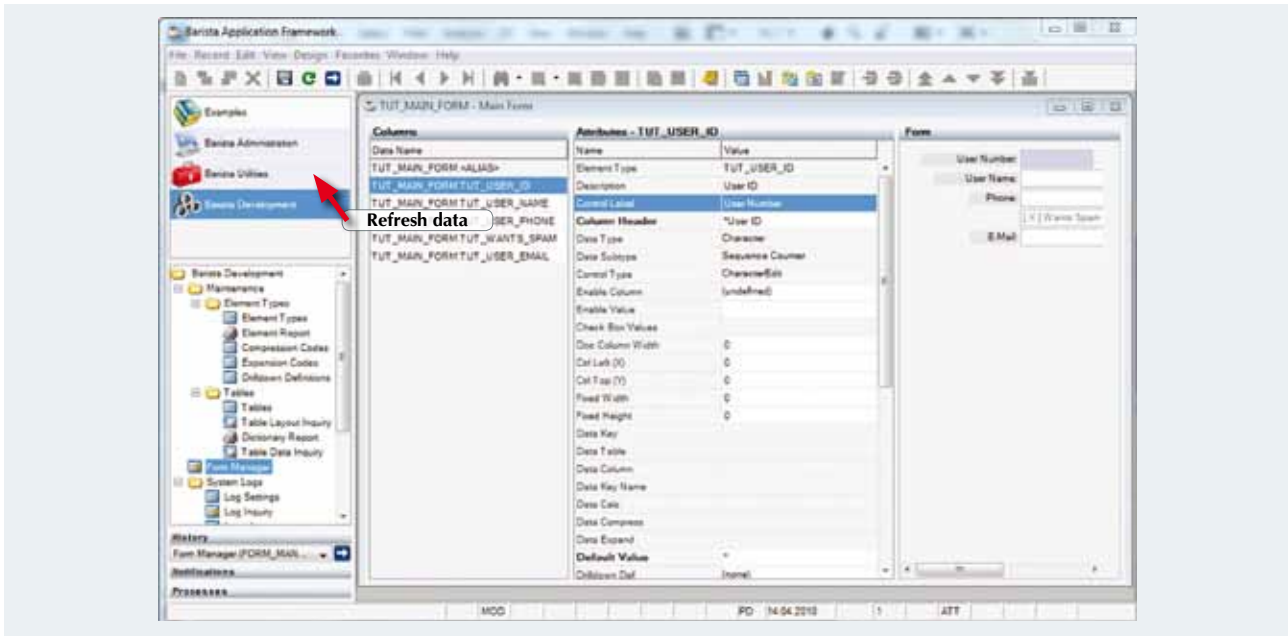 Barista Application Framework
File Record Edit View Design Favorites Window Help
Examples
Barista Administration
Barista Utilities
Barista Development
Refresh data
Barista Development
Maintenance
Element Types
Element Types
Element Report
Compression Codes
Expansion Codes
Drilldown Definitions
Tables
Tables
Table Layout Inquiry
Dictionary Report
Table Data Inquiry
Form Manager
System Logs
Log Settings
Log Inquiry
History
Form Manager (FORM_MAN...
Notifications
Processes
TUT_MAIN_FORM - Main Form
Columns
Data Name
TUT_MAIN_FORM.<ALIAS>
TUT_MAIN_FORM.TUT_USER_ID
TUT_MAIN_FORM.TUT_USER_NAME
USER_PHONE
TUT_MAIN_FORM.TUT_WANTS_SPAM
TUT_MAIN_FORM.TUT_USER_EMAIL
Attributes - TUT_USER_ID
Name Value
Element Type TUT_USER_ID
Description User ID
Control Label User Number
Column Header *User ID
Data Type Character
Data Subtype Sequence Counter
Control Type CharacterEdit
Enable Column (undefined)
Enable Value
Check Box Values
Doc Column Width 0
Ctrl Left (X) 0
Ctrl Top (Y) 0
Fixed Width 0
Fixed Height 0
Data Key
Data Table
Data Column
Data Key Name
Data Calc
Data Compress
Data Expand
Default Value *
Drilldown Def (none)
Form
User Number
User Name
Phone
Wants Spam
E.Mail
MOD PD 14.04.2010 1 ATT